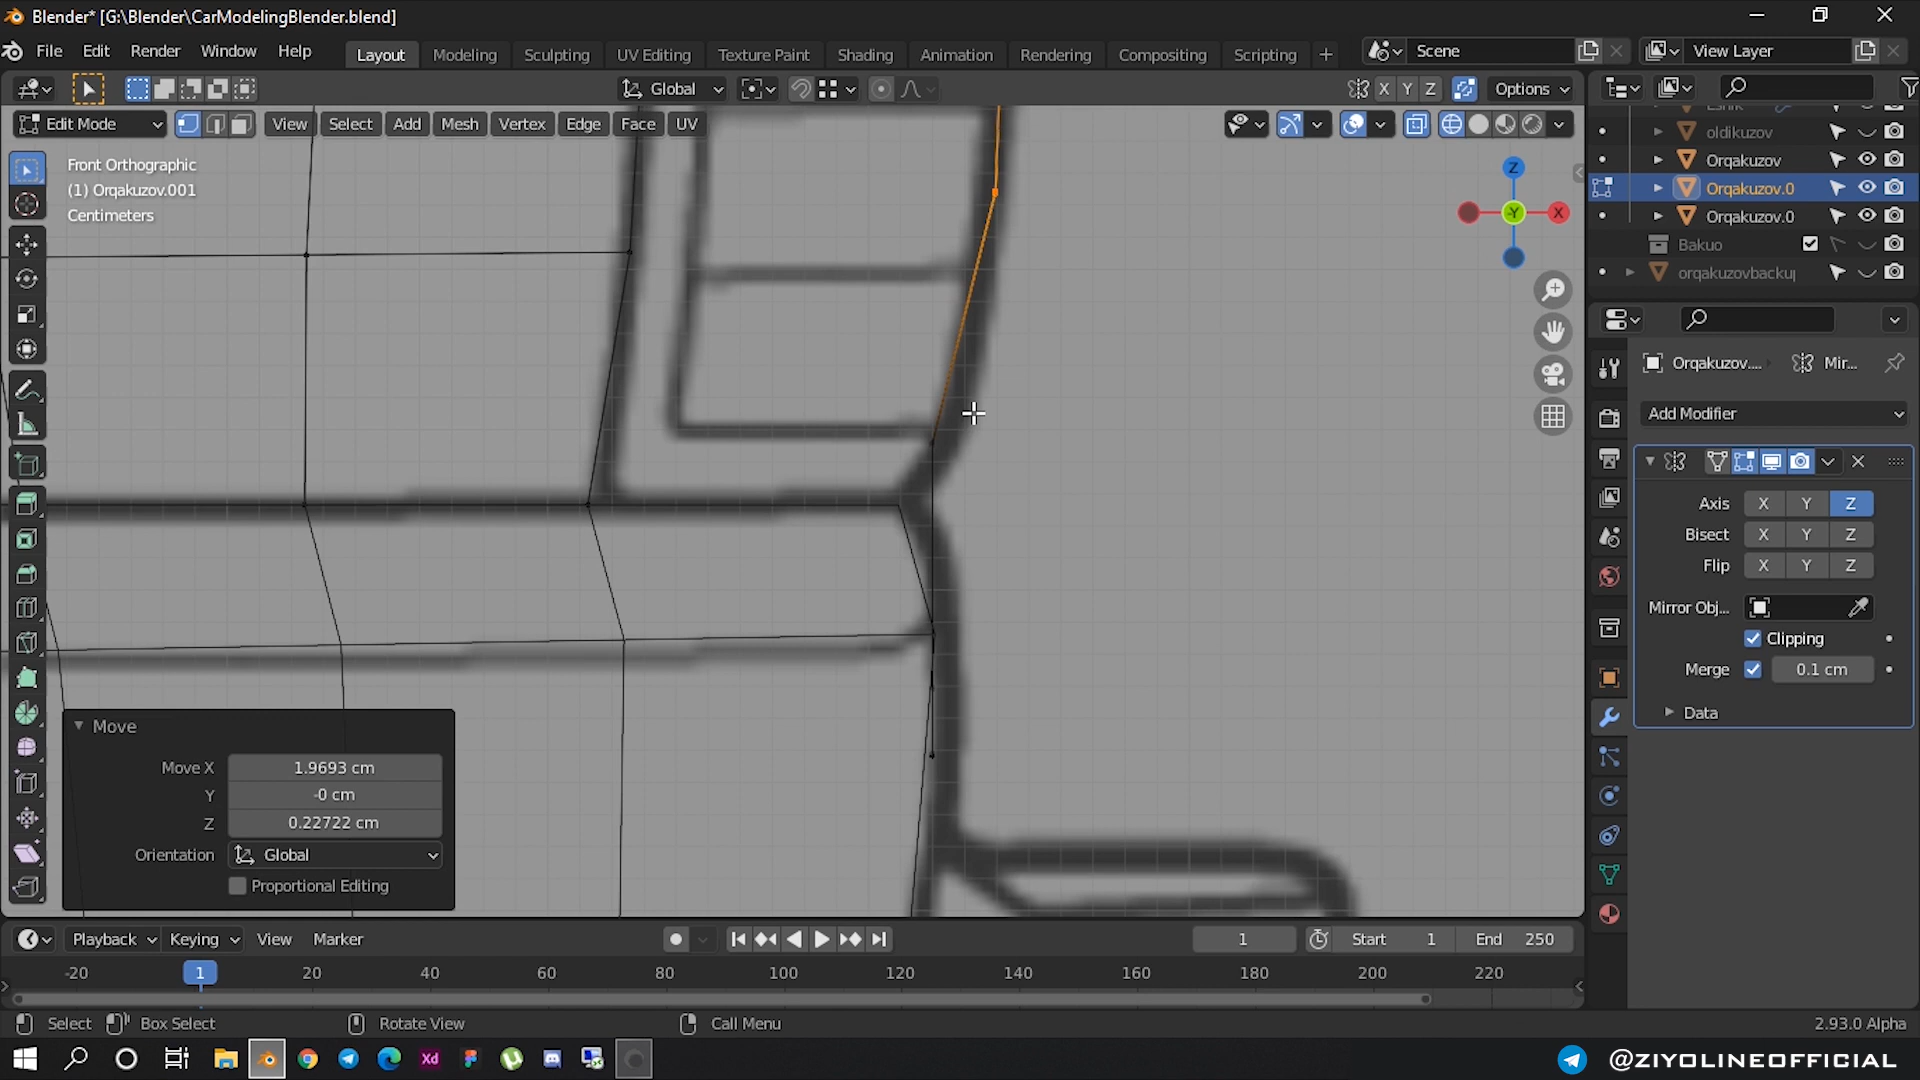 Blender* [G:\Blender\CarModelingBlender.blend]
File Edit Render Window Help
Layout Modeling Sculpting UV Editing Texture Paint Shading Animation Rendering Compositing Scripting +
Scene
View Layer
Global
X Y Z
Options
Edit Mode
View Select Add Mesh Vertex Edge Face UV
Front Orthographic
(1) Orqakuzov.001
Centimeters
Z
-Y
X
oldikuzov
Orqakuzov
Orqakuzov.0
Orqakuzov.0
Bakuo
orqakuzovbackup
Orqakuzov.... Mir...
Add Modifier
Axis X Y Z
Bisect X Y Z
Flip X Y Z
Mirror Obj...
Clipping
Merge 0.1 cm
Data
Move
Move X 1.9693 cm
Y -0 cm
Z 0.22722 cm
Orientation Global
Proportional Editing
Playback Keying View Marker
1 Start 1 End 250
-20 1 20 40 60 80 100 120 140 160 180 200 220
Select Box Select Rotate View Call Menu
2.93.0 Alpha
Xd
@ZIYOLINEOFFICIAL